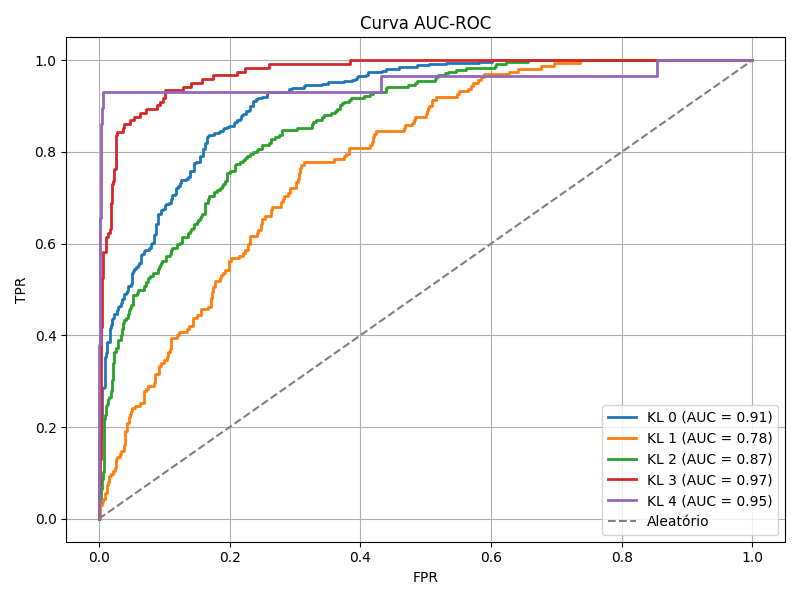 Curva AUC-ROC
TPR
1.0
0.8
0.6
0.4
0.2
0.0
KL 0 (AUC = 0.91)
KL 1 (AUC = 0.78)
KL 2 (AUC = 0.87)
KL 3 (AUC = 0.97)
KL 4 (AUC = 0.95)
Aleatório
0.0 0.2 0.4 0.6 0.8 1.0
FPR